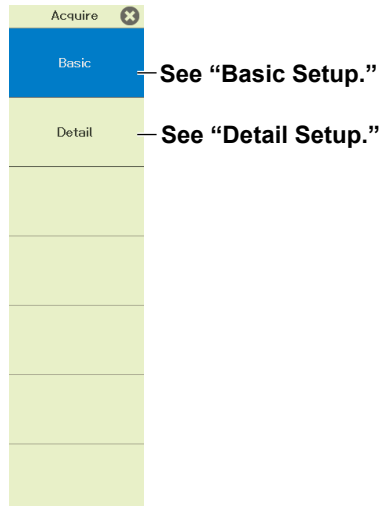 Acquire
Basic
See “Basic Setup.”
Detail
See “Detail Setup.”